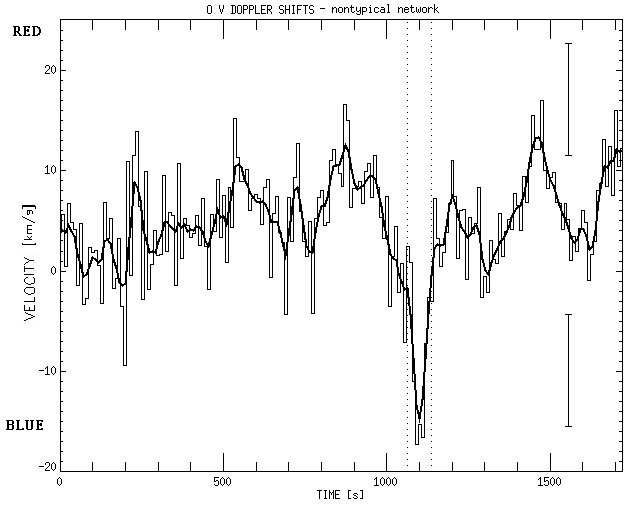 O V DOPPLER SHIFTS - nontypical network
RED
20
10
0
-10
BLUE
-20
VELOCITY [km/s]
0 500 1000 1500
TIME [s]